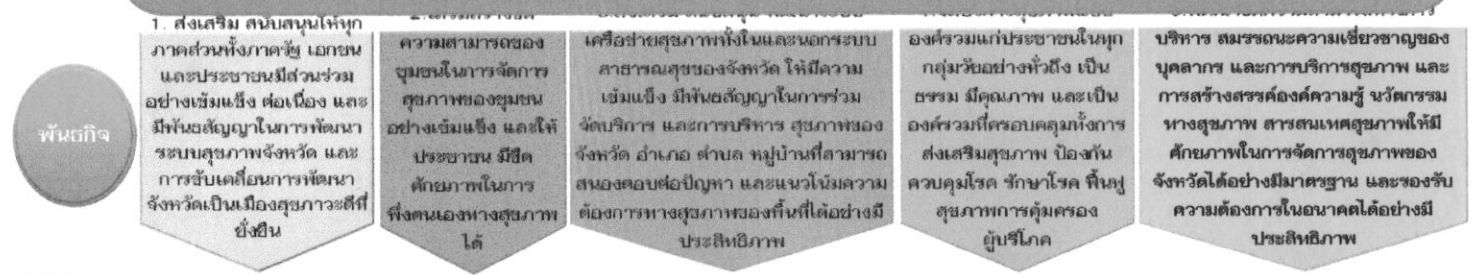 พันธกิจ
1. ส่งเสริม สนับสนุนให้ทุก
ภาคส่วนทั้งภาครัฐ เอกชน
และประชาชนมีส่วนร่วม
อย่างเข้มแข็ง ต่อเนื่อง และ
มีพันธสัญญาในการพัฒนา
ระบบสุขภาพจังหวัด และ
การขับเคลื่อนการพัฒนา
จังหวัดเป็นเมืองสุขภาวะดีที่
ยั่งยืน
ความสามารถของ
ชุมชนในการจัดการ
สุขภาพของชุมชน
อย่างเข้มแข็ง และให้
ประชาชน มีขีด
ศักยภาพในการ
พึ่งตนเองทางสุขภาพ
ได้
เครือข่ายสุขภาพทั้งในและนอกระบบ
สาธารณสุขของจังหวัด ให้มีความ
เข้มแข็ง มีพันธสัญญาในการร่วม
จัดบริการ และการบริหาร สุขภาพของ
จังหวัด อำเภอ ตำบล หมู่บ้านที่สามารถ
สนองตอบต่อปัญหา และแนวโน้มความ
ต้องการทางสุขภาพของพื้นที่ได้อย่างมี
ประสิทธิภาพ
องค์รวมแก่ประชาชนในทุก
กลุ่มวัยอย่างทั่วถึง เป็น
ธรรม มีคุณภาพ และเป็น
องค์รวมที่ครอบคลุมทั้งการ
ส่งเสริมสุขภาพ ป้องกัน
ควบคุมโรค รักษาโรค ฟื้นฟู
สุขภาพการคุ้มครอง
ผู้บริโภค
บริหาร สมรรถนะความเชี่ยวชาญของ
บุคลากร และการบริการสุขภาพ และ
การสร้างสรรค์องค์ความรู้ นวัตกรรม
ทางสุขภาพ สารสนเทศสุขภาพให้มี
ศักยภาพในการจัดการสุขภาพของ
จังหวัดได้อย่างมีมาตรฐาน และรองรับ
ความต้องการในอนาคตได้อย่างมี
ประสิทธิภาพ